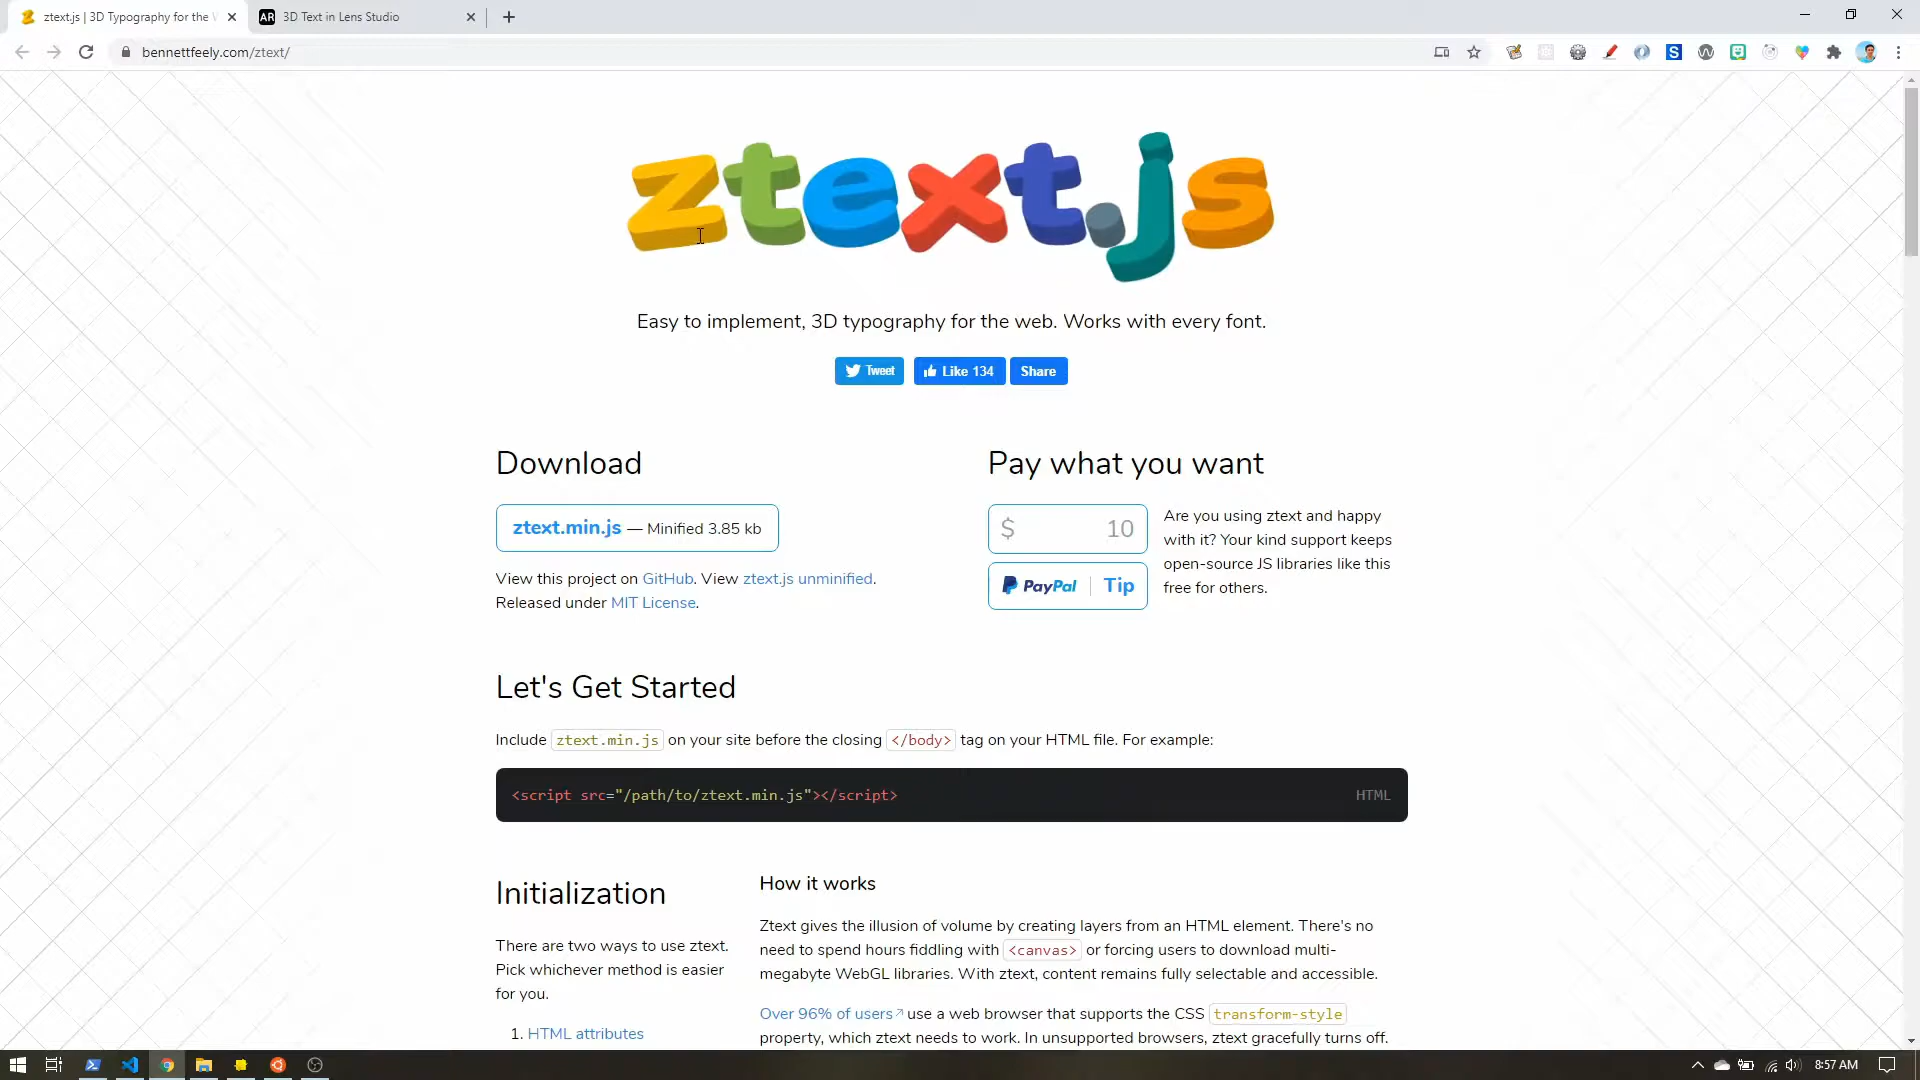 ztext.js | 3D Typography for the W
3D Text in Lens Studio
bennettfeely.com/ztext/
ztext.js
Easy to implement, 3D typography for the web. Works with every font.
Tweet
Like 134
Share
Download
ztext.min.js — Minified 3.85 kb
View this project on GitHub. View ztext.js unminified.
Released under MIT License.
Pay what you want
$ 10
PayPal | Tip
Are you using ztext and happy
with it? Your kind support keeps
open-source JS libraries like this
free for others.
Let's Get Started
Include ztext.min.js on your site before the closing </body> tag on your HTML file. For example:
<script src="/path/to/ztext.min.js"></script>
HTML
Initialization
There are two ways to use ztext.
Pick whichever method is easier
for you.
1. HTML attributes
How it works
Ztext gives the illusion of volume by creating layers from an HTML element. There's no
need to spend hours fiddling with <canvas> or forcing users to download multi-
megabyte WebGL libraries. With ztext, content remains fully selectable and accessible.
Over 96% of users use a web browser that supports the CSS transform-style
property, which ztext needs to work. In unsupported browsers, ztext gracefully turns off.
8:57 AM